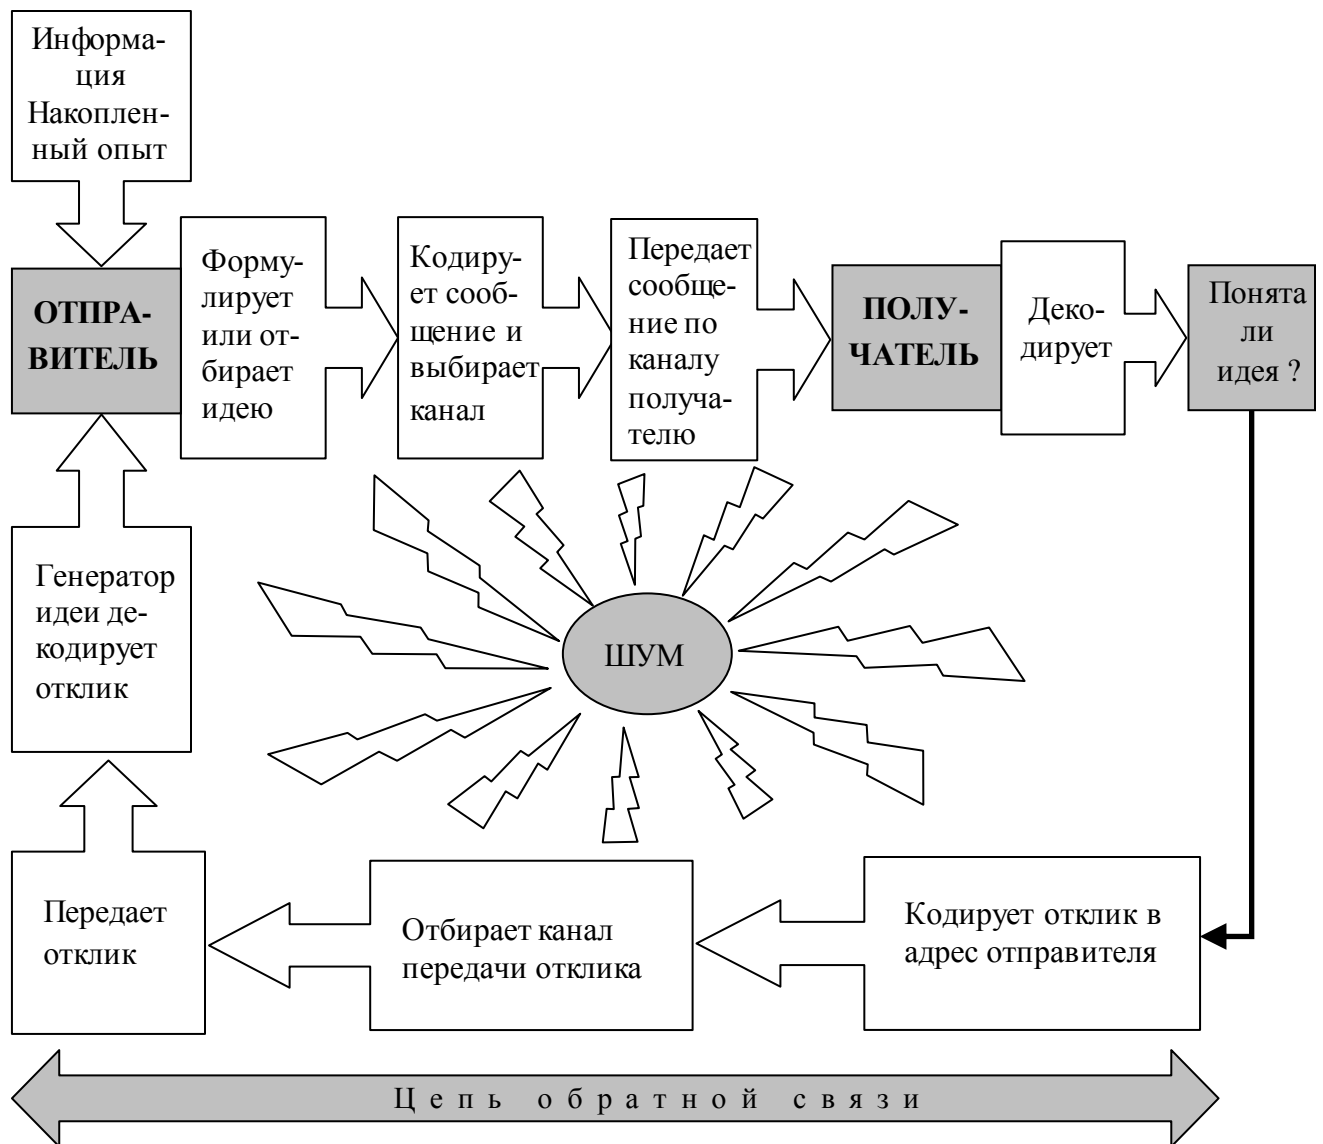 Информа-
ция
Накоплен-
ный опыт
ОТПРА-
ВИТЕЛЬ
Форму-
лирует
или от-
бирает
идею
Кодиру-
ет сооб-
щение и
выбирает
канал
Передает
сообще-
ние по
каналу
получа-
телю
ПОЛУ-
ЧАТЕЛЬ
Деко-
дирует
Понята
ли
идея ?
Генератор
идеи де-
кодирует
отклик
ШУМ
Передает
отклик
Отбирает канал
передачи отклика
Кодирует отклик в
адрес отправителя
Цепь обратной связи